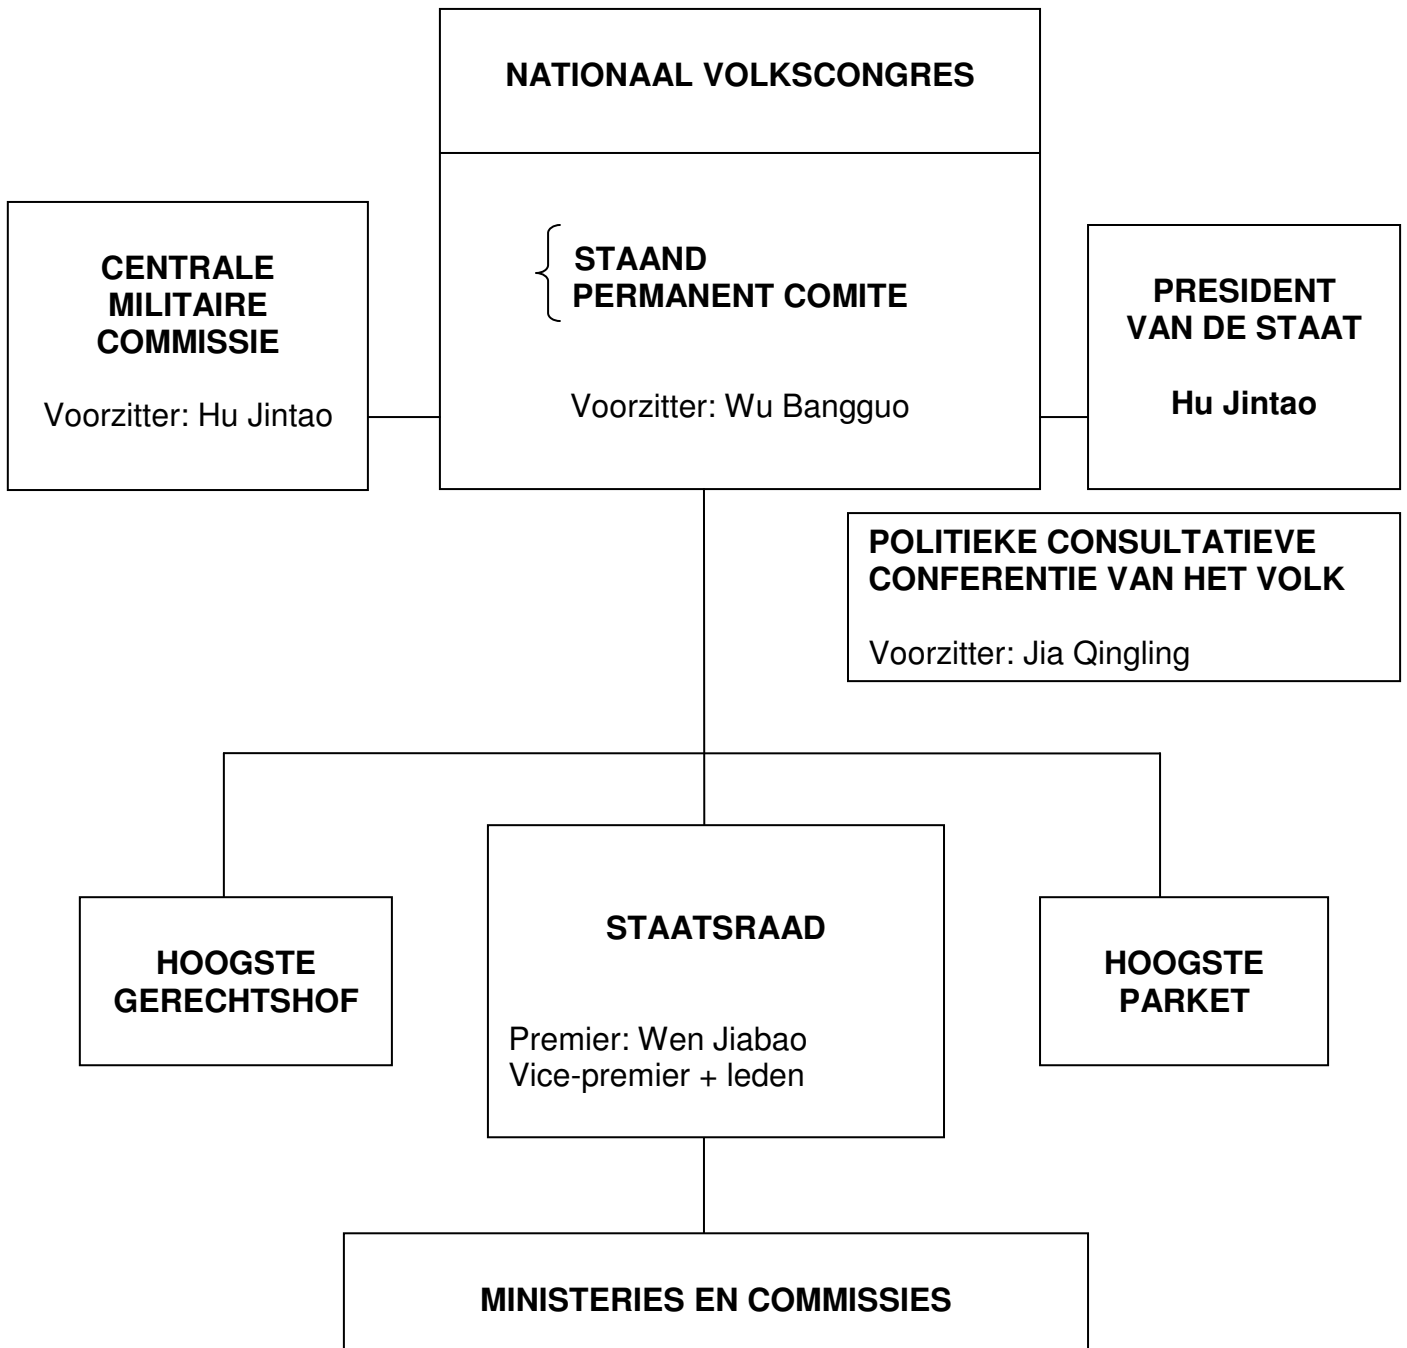 NATIONAAL VOLKSCONGRES
STAAND
PERMANENT COMITE
Voorzitter: Wu Bangguo
CENTRALE
MILITAIRE
COMMISSIE
Voorzitter: Hu Jintao
PRESIDENT
VAN DE STAAT
Hu Jintao
POLITIEKE CONSULTATIEVE
CONFERENTIE VAN HET VOLK
Voorzitter: Jia Qingling
HOOGSTE
GERECHTSHOF
STAATSRAAD
Premier: Wen Jiabao
Vice-premier + leden
HOOGSTE
PARKET
MINISTERIES EN COMMISSIES